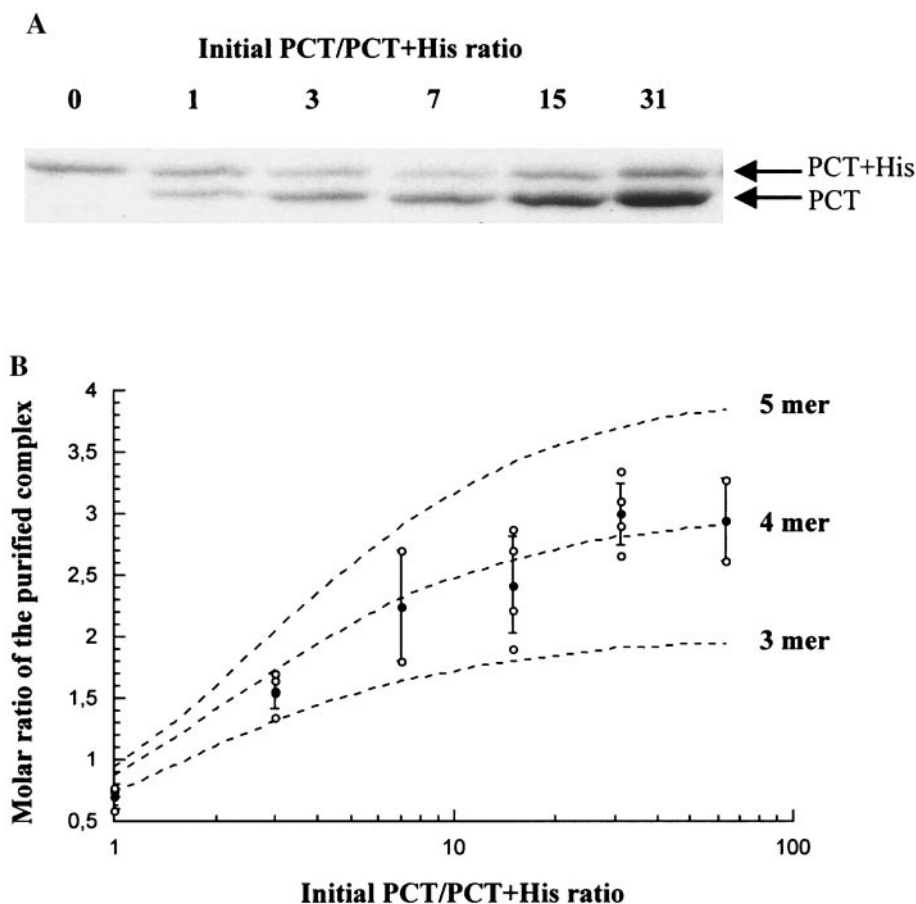 A
Initial PCT/PCT+His ratio
0 1 3 7 15 31
PCT+His
PCT
B
Molar ratio of the purified complex
4
3,5
3
2,5
2
1,5
1
0,5
5 mer
4 mer
3 mer
1 10 100
Initial PCT/PCT+His ratio